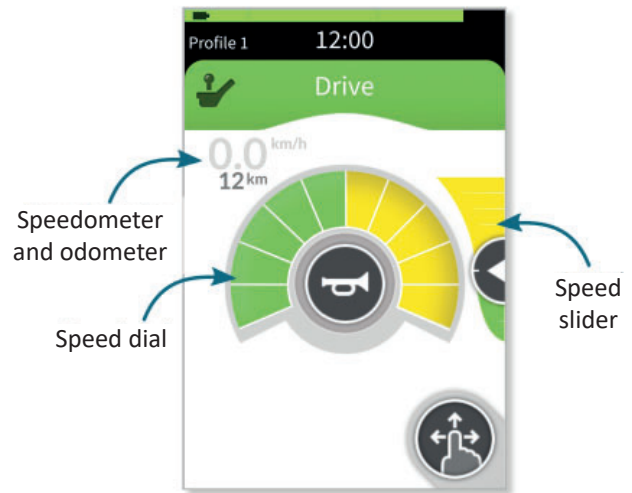 Profile 1 12:00
Drive
0.0 km/h
12 km
Speedometer
and odometer
Speed dial
Speed
slider